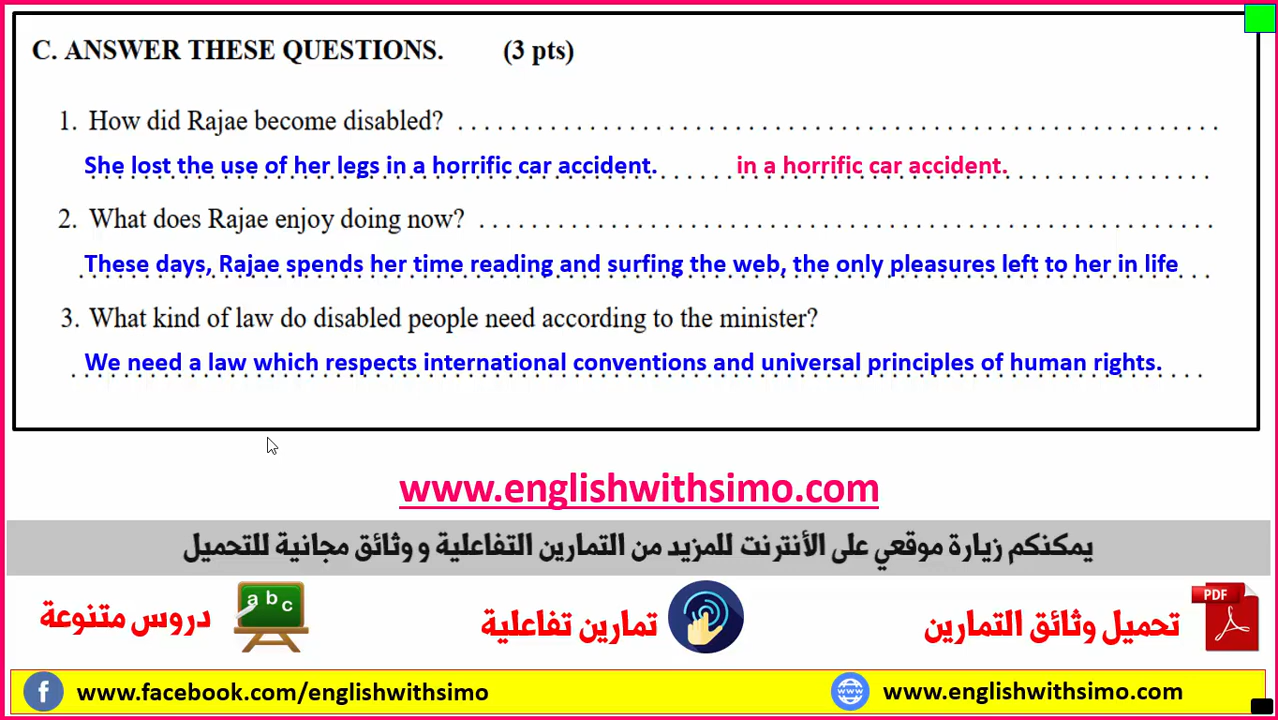 C. ANSWER THESE QUESTIONS. (3 pts)
1. How did Rajae become disabled? . . . . . . . . . . . . . . . . . . . . . . . . . . . . . . . . . . . . . . . . . . . . . . . . . . . . . . . . . .
She lost the use of her legs in a horrific car accident. in a horrific car accident.
2. What does Rajae enjoy doing now? . . . . . . . . . . . . . . . . . . . . . . . . . . . . . . . . . . . . . . . . . . . . . . . . . . . . . . . .
These days, Rajae spends her time reading and surfing the web, the only pleasures left to her in life
3. What kind of law do disabled people need according to the minister?
We need a law which respects international conventions and universal principles of human rights.
www.englishwithsimo.com
يمكنكم زيارة موقعي على الأنترنت للمزيد من التمارين التفاعلية و وثائق مجانية للتحميل
تحميل وثائق التمارين
PDF
تمارين تفاعلية
دروس متنوعة
a b c
www.facebook.com/englishwithsimo
www.englishwithsimo.com